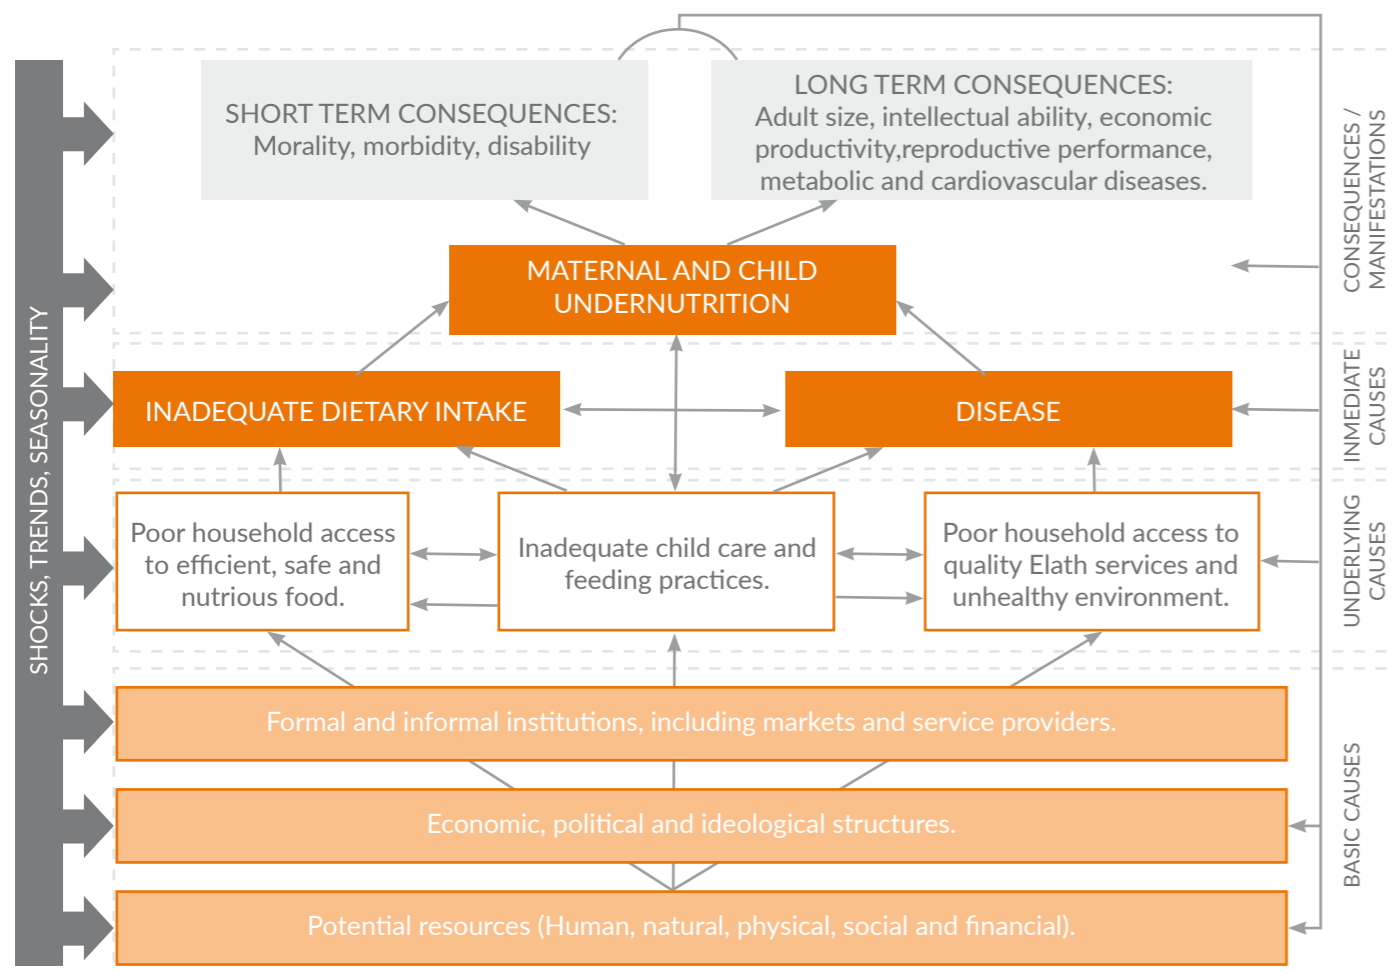 SHOCKS, TRENDS, SEASONALITY
SHORT TERM CONSEQUENCES:
Morality, morbidity, disability
LONG TERM CONSEQUENCES:
Adult size, intellectual ability, economic
productivity,reproductive performance,
metabolic and cardiovascular diseases.
CONSEQUENCES /
MANIFESTATIONS
MATERNAL AND CHILD
UNDERNUTRITION
INADEQUATE DIETARY INTAKE
DISEASE
INMEDIATE
CAUSES
Poor household access
to efficient, safe and
nutrious food.
Inadequate child care and
feeding practices.
Poor household access to
quality Elath services and
unhealthy environment.
UNDERLYING
CAUSES
Formal and informal institutions, including markets and service providers.
Economic, political and ideological structures.
Potential resources (Human, natural, physical, social and financial).
BASIC CAUSES